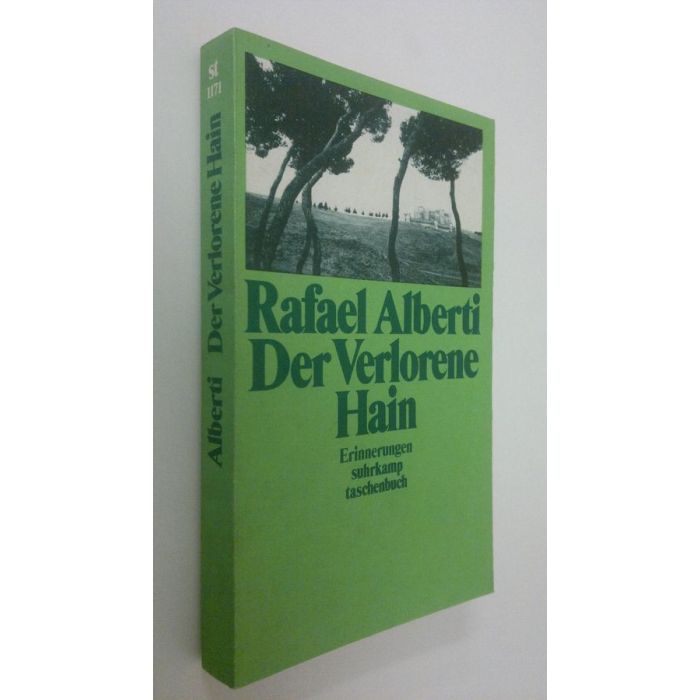 st
1171
Alberti Der Verlorene Hain
Rafael Alberti
Der Verlorene
Hain
Erinnerungen
suhrkamp
taschenbuch